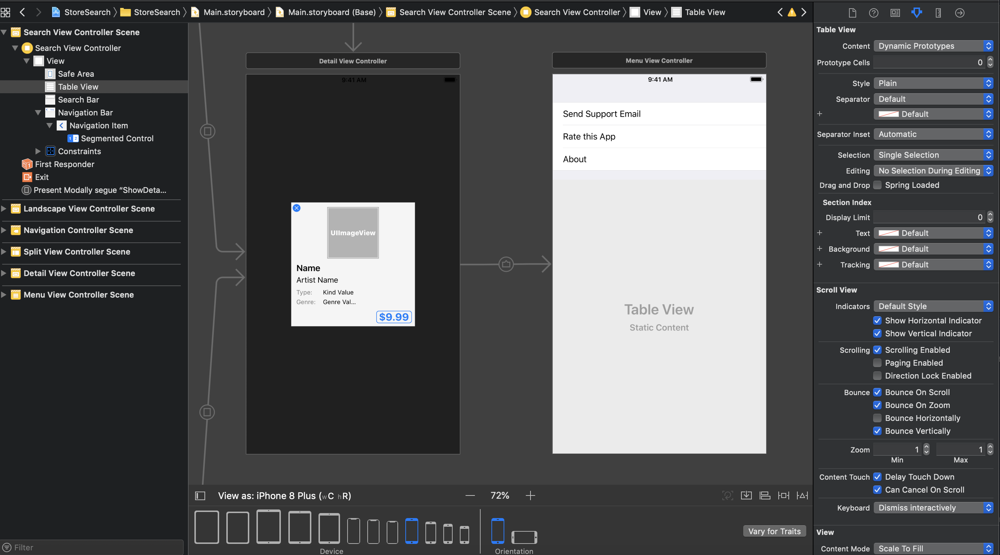 StoreSearch StoreSearch Main.storyboard Main.storyboard (Base) Search View Controller Scene Search View Controller View Table View
Search View Controller Scene
Search View Controller
View
Safe Area
Table View
Search Bar
Navigation Bar
Navigation Item
1 2 Segmented Control
Constraints
First Responder
Exit
Present Modally segue “ShowDeta...
Landscape View Controller Scene
Navigation Controller Scene
Split View Controller Scene
Detail View Controller Scene
Menu View Controller Scene
Filter
Detail View Controller
9:41 AM
UIImageView
Name
Artist Name
Type: Kind Value
Genre: Genre Val...
$9.99
Menu View Controller
9:41 AM
Send Support Email
Rate this App
About
Table View
Static Content
View as: iPhone 8 Plus (wC hR)
72%
Device
Orientation
Vary for Traits
Table View
Content Dynamic Prototypes
Prototype Cells 0
Style Plain
Separator Default
Default
Separator Inset Automatic
Selection Single Selection
Editing No Selection During Editing
Drag and Drop Spring Loaded
Section Index
Display Limit 0
Text Default
Background Default
Tracking Default
Scroll View
Indicators Default Style
Show Horizontal Indicator
Show Vertical Indicator
Scrolling Scrolling Enabled
Paging Enabled
Direction Lock Enabled
Bounce Bounce On Scroll
Bounce On Zoom
Bounce Horizontally
Bounce Vertically
Zoom 1 1
Min Max
Content Touch Delay Touch Down
Can Cancel On Scroll
Keyboard Dismiss interactively
View
Content Mode Scale To Fill